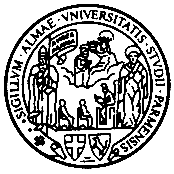 · SIGILLVM · ALMAE · VNIVERSITATIS · STVDII · PARMENSIS ·